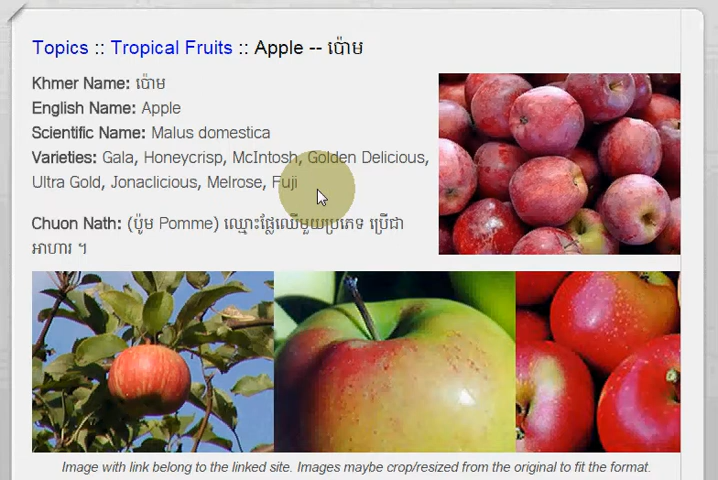 Topics :: Tropical Fruits :: Apple -- ប៉ោម
Khmer Name: ប៉ោម
English Name: Apple
Scientific Name: Malus domestica
Varieties: Gala, Honeycrisp, McIntosh, Golden Delicious,
Ultra Gold, Jonaclicious, Melrose, Fuji
Chuon Nath: (ប៉ូម Pomme) ឈ្មោះផ្លែឈើមួយប្រភេទ ប្រើជា
អាហារ ។
Image with link belong to the linked site. Images maybe crop/resized from the original to fit the format.